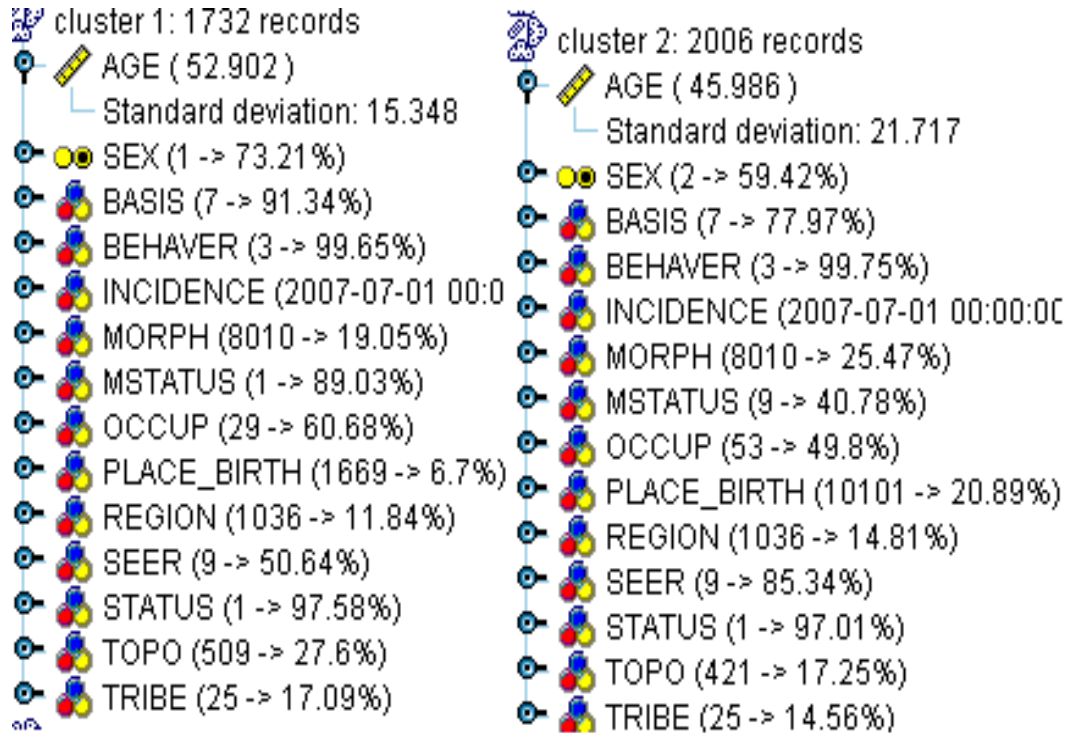 cluster 1: 1732 records
AGE ( 52.902 )
Standard deviation: 15.348
SEX (1 -> 73.21%)
BASIS (7 -> 91.34%)
BEHAVER (3 -> 99.65%)
INCIDENCE (2007-07-01 00:0
MORPH (8010 -> 19.05%)
MSTATUS (1 -> 89.03%)
OCCUP (29 -> 60.68%)
PLACE_BIRTH (1669 -> 6.7%)
REGION (1036 -> 11.84%)
SEER (9 -> 50.64%)
STATUS (1 -> 97.58%)
TOPO (509 -> 27.6%)
TRIBE (25 -> 17.09%)
cluster 2: 2006 records
AGE ( 45.986 )
Standard deviation: 21.717
SEX (2 -> 59.42%)
BASIS (7 -> 77.97%)
BEHAVER (3 -> 99.75%)
INCIDENCE (2007-07-01 00:00:00
MORPH (8010 -> 25.47%)
MSTATUS (9 -> 40.78%)
OCCUP (53 -> 49.8%)
PLACE_BIRTH (10101 -> 20.89%)
REGION (1036 -> 14.81%)
SEER (9 -> 85.34%)
STATUS (1 -> 97.01%)
TOPO (421 -> 17.25%)
TRIBE (25 -> 14.56%)